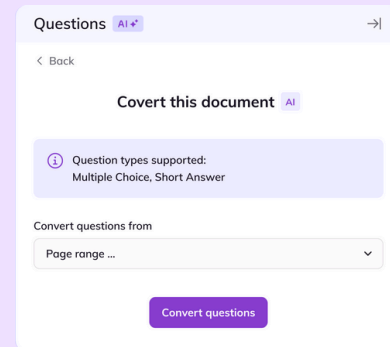 Questions AI
Back
Covert this document AI
Question types supported:
Multiple Choice, Short Answer
Convert questions from
Page range ...
Convert questions